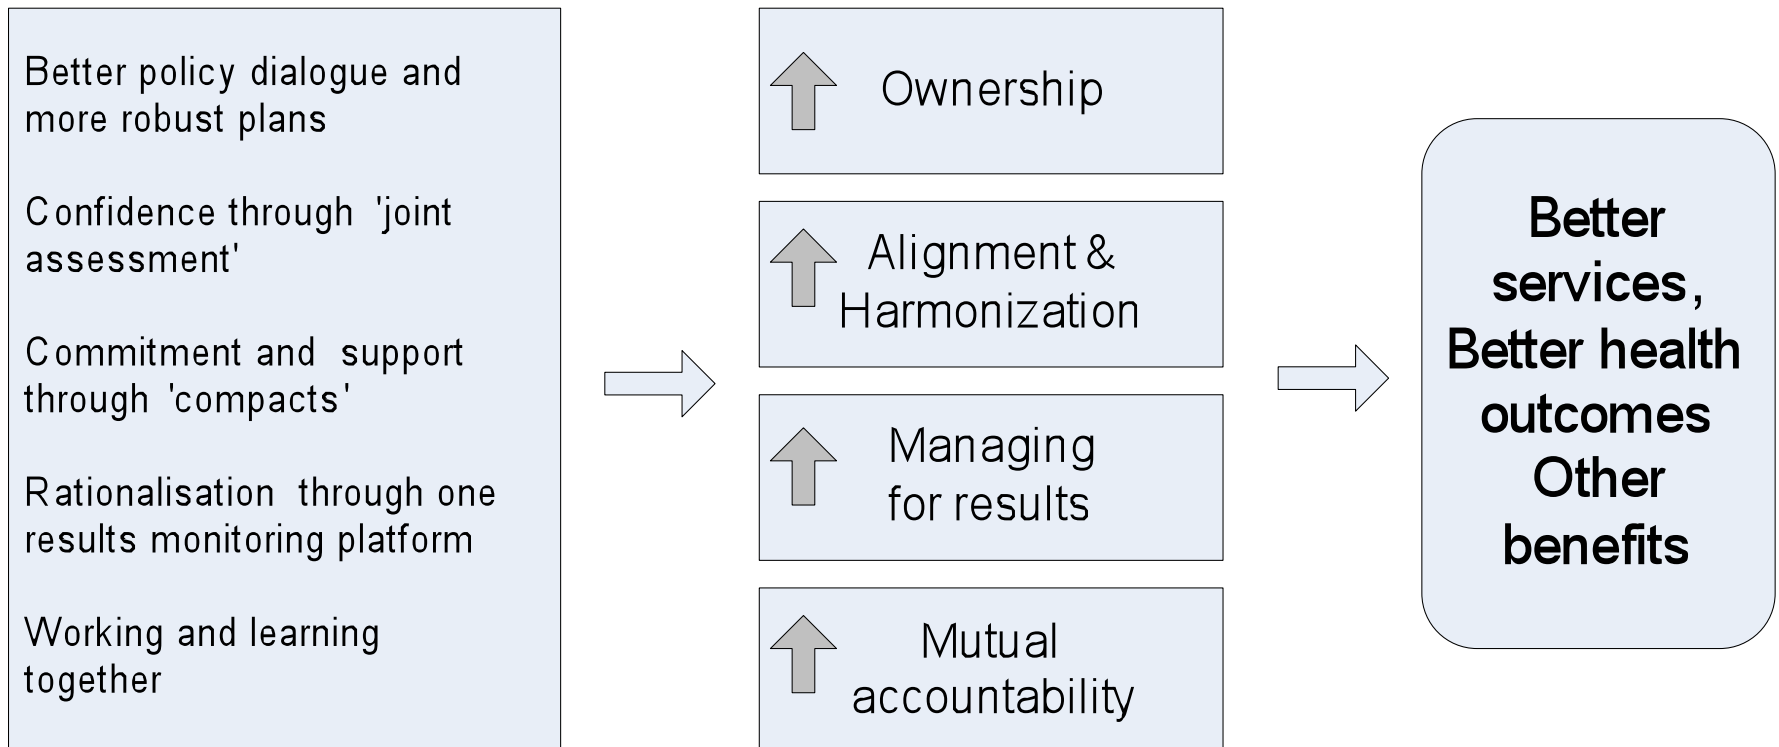 Better policy dialogue and
more robust plans
Confidence through 'joint
assessment'
Commitment and support
through 'compacts'
Rationalisation through one
results monitoring platform
Working and learning
together
Ownership
Alignment &
Harmonization
Managing
for results
Mutual
accountability
Better
services,
Better health
outcomes
Other
benefits